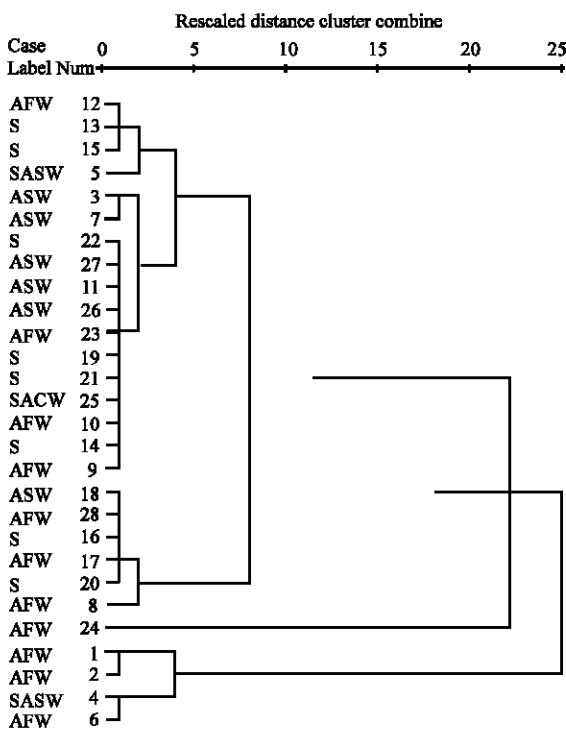 Rescaled distance cluster combine
Case 0 5 10 15 20 25
Label Num
AFW 12
S 13
S 15
SASW 5
ASW 3
ASW 7
S 22
ASW 27
ASW 11
ASW 26
AFW 23
S 19
S 21
SACW 25
AFW 10
S 14
AFW 9
ASW 18
AFW 28
S 16
AFW 17
S 20
AFW 8
AFW 24
AFW 1
AFW 2
SASW 4
AFW 6